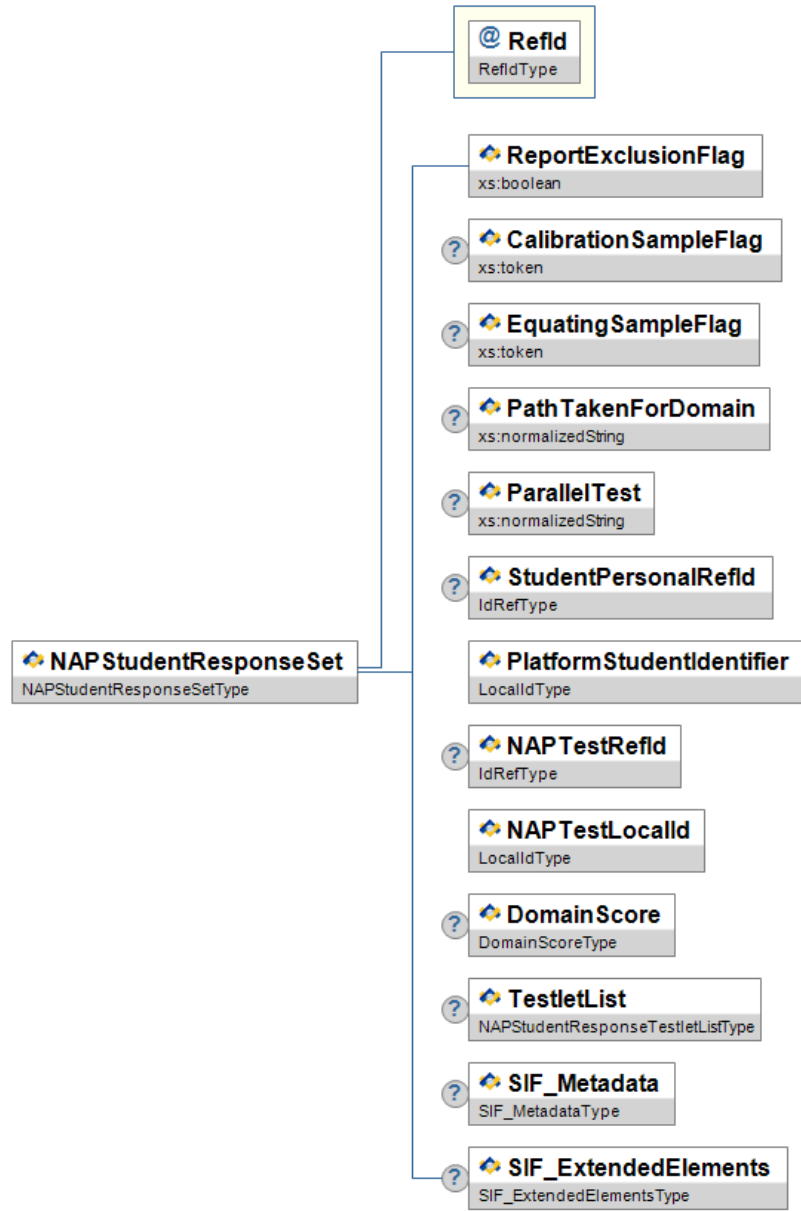 @ RefId
RefIdType
ReportExclusionFlag
xs:boolean
? CalibrationSampleFlag
xs:token
? EquatingSampleFlag
xs:token
? PathTakenForDomain
xs:normalizedString
? ParallelTest
xs:normalizedString
? StudentPersonalRefId
IdRefType
NAPStudentResponseSet
NAPStudentResponseSetType
PlatformStudentIdentifier
LocalIdType
? NAPTestRefId
IdRefType
NAPTestLocalId
LocalIdType
? DomainScore
DomainScoreType
? TestletList
NAPStudentResponseTestletListType
? SIF_Metadata
SIF_MetadataType
? SIF_ExtendedElements
SIF_ExtendedElementsType